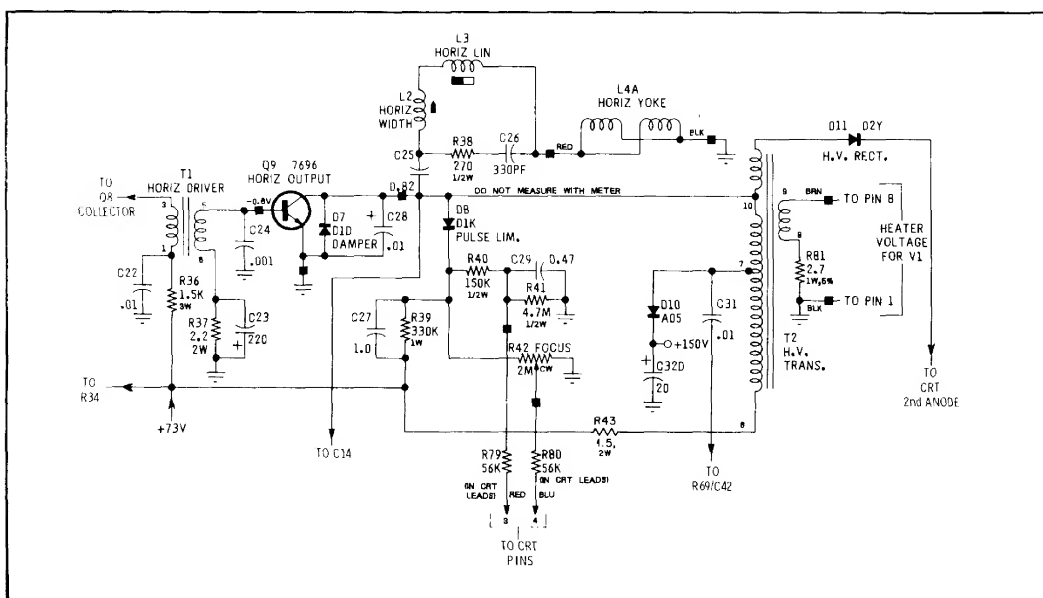 L3
HORIZ LIN
L2
HORIZ
WIDTH
L4A
HORIZ YOKE
RED
BLK
C25
0.82
R38
270
1/2W
C26
330PF
D11
D2Y
H.V. RECT.
Q9 7696
HORIZ OUTPUT
T1
HORIZ DRIVER
TO
Q8
COLLECTOR
3
1
5
6
-0.8V
C24
.001
D7
D1D
DAMPER
+
C28
.01
DO NOT MEASURE WITH METER
D8
D1K
PULSE LIM.
10
7
8
9
BRN
TO PIN 8
HEATER
VOLTAGE
FOR V1
9
R81
2.7
1W,5%
BLK
TO PIN 1
C22
.01
R36
1.5K
3W
R37
2.2
2W
C23
220
+
C27
1.0
R39
330K
1W
R40
150K
1/2W
C29
0.47
R41
4.7M
1/2W
R42 FOCUS
2M
CW
D10
A05
+150V
+
C32D
20
C31
.01
T2
H.V.
TRANS.
TO
R34
+73V
TO C14
R43
1.5,
2W
R79
56K
(IN CRT
LEADS)
RED
R80
56K
(IN CRT LEADS)
BLU
3
4
TO CRT
PINS
TO
R69/C42
TO
CRT
2nd ANODE